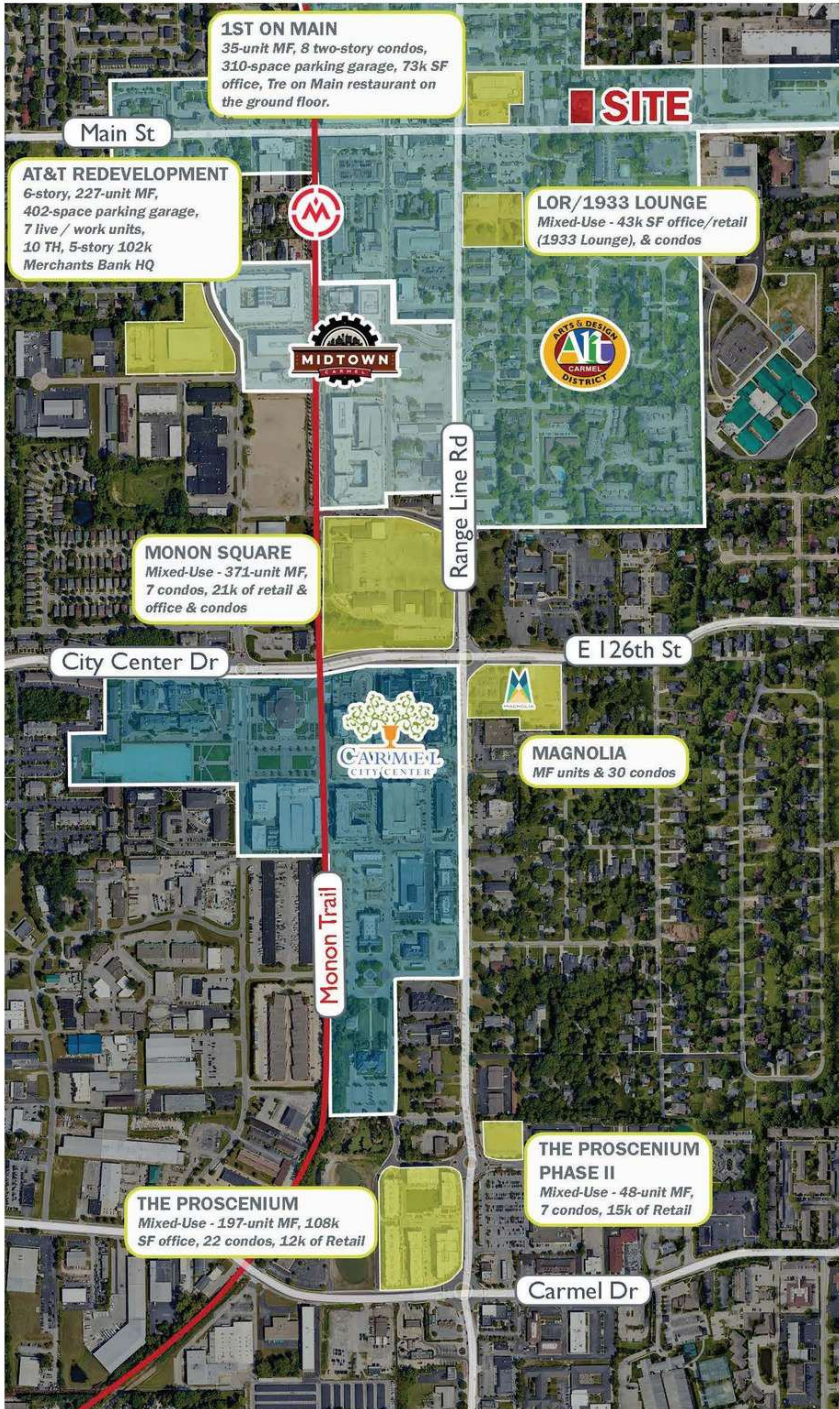 1ST ON MAIN
35-unit MF, 8 two-story condos,
310-space parking garage, 73k SF
office, Tre on Main restaurant on
the ground floor.
SITE
Main St
AT&T REDEVELOPMENT
6-story, 227-unit MF,
402-space parking garage,
7 live / work units,
10 TH, 5-story 102k
Merchants Bank HQ
M
LOR/1933 LOUNGE
Mixed-Use - 43k SF office/retail
(1933 Lounge), & condos
MIDTOWN
CARMEL
ARTS & DESIGN
Art
CARMEL
DISTRICT
Range Line Rd
MONON SQUARE
Mixed-Use - 371-unit MF,
7 condos, 21k of retail &
office & condos
City Center Dr
E 126th St
MAGNOLIA
CARMEL
CITY CENTER
MAGNOLIA
MF units & 30 condos
Monon Trail
THE PROSCENIUM
PHASE II
Mixed-Use - 48-unit MF,
7 condos, 15k of Retail
THE PROSCENIUM
Mixed-Use - 197-unit MF, 108k
SF office, 22 condos, 12k of Retail
Carmel Dr